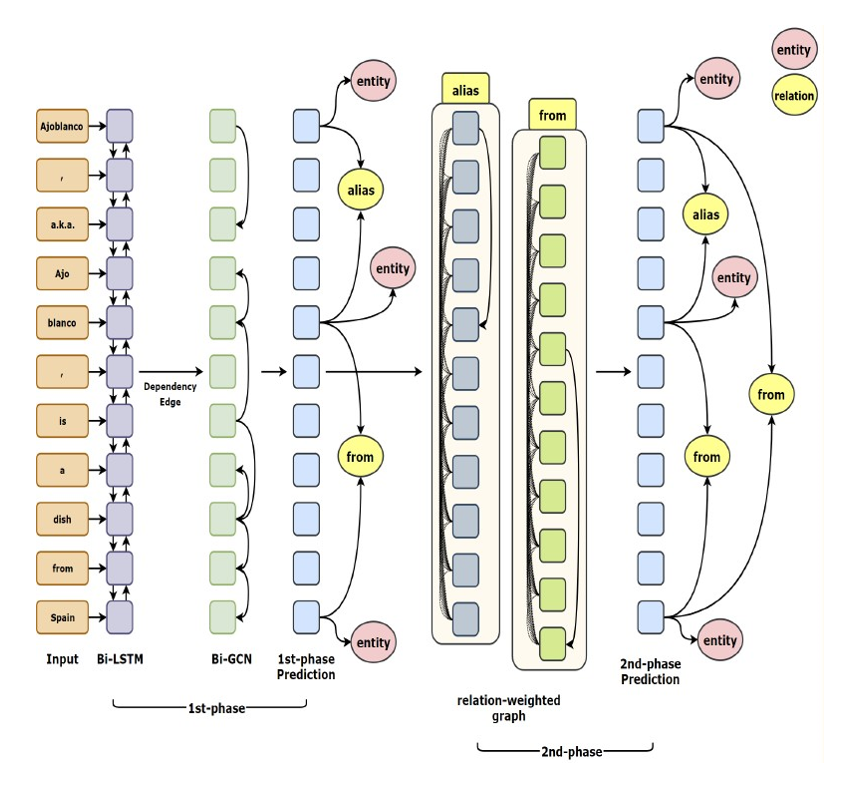 entity
relation
Ajoblanco
,
a.k.a.
Ajo
blanco
,
is
a
dish
from
Spain
Input
Bi-LSTM
Dependency
Edge
Bi-GCN
entity
alias
entity
from
entity
1st-phase
Prediction
1st-phase
alias
from
relation-weighted
graph
entity
alias
entity
from
from
entity
2nd-phase
Prediction
2nd-phase